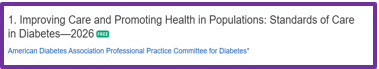 1. Improving Care and Promoting Health in Populations: Standards of Care
in Diabetes—2026 FREE
American Diabetes Association Professional Practice Committee for Diabetes*